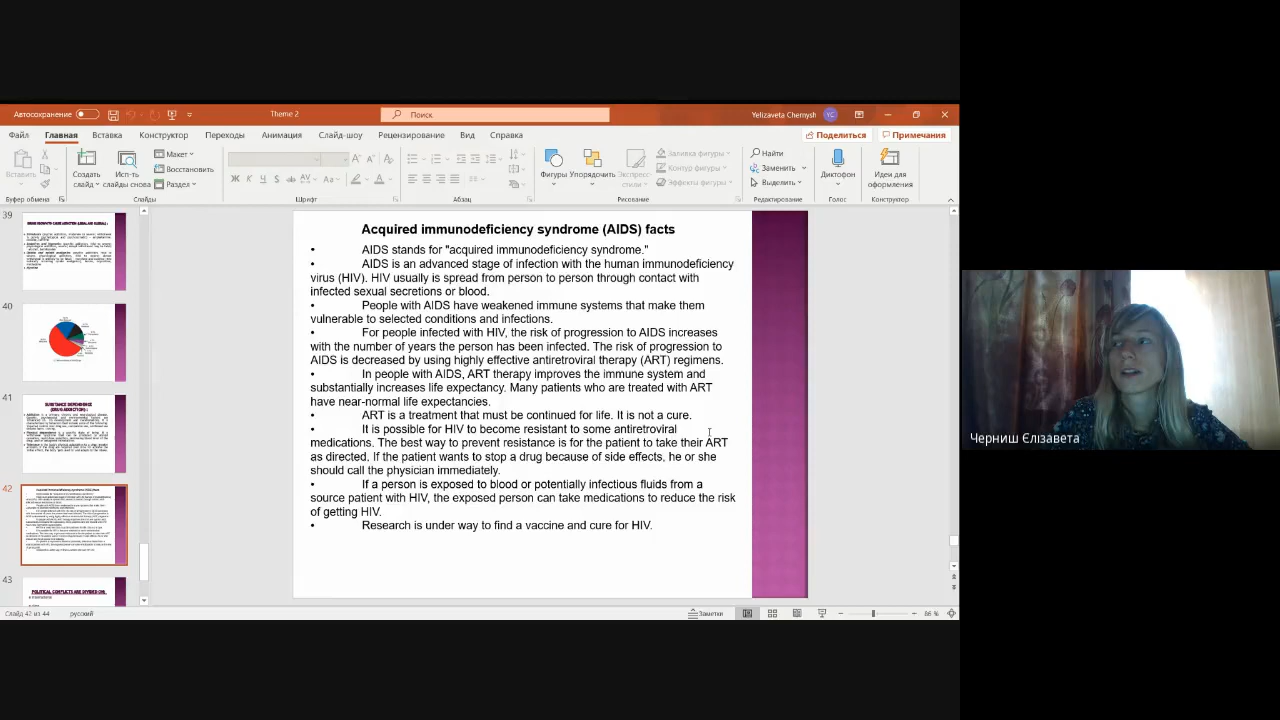 Автосохранение
Theme 2
Поиск
Yelizaveta Chernysh
YC
Файл Главная Вставка Конструктор Переходы Анимация Слайд-шоу Рецензирование Вид Справка
Поделиться Примечания
Вставить
Создать слайд
Исп-ть слайды снова
Макет
Восстановить
Раздел
Фигуры
Упорядочить
Экспресс-стили
Заливка фигуры
Контур фигуры
Эффекты фигуры
Найти
Заменить
Выделить
Диктофон
Идеи для оформления
Буфер обмена Слайды Шрифт Абзац Рисование Редактирование Голос Конструктор
39
40
41
SUBSTANCE DEPENDENCE
(DRUG ADDICTION) :
42
43
POLITICAL CONFLICTS ARE DIVIDED ON:
Acquired immunodeficiency syndrome (AIDS) facts
• AIDS stands for "acquired immunodeficiency syndrome."
• AIDS is an advanced stage of infection with the human immunodeficiency
virus (HIV). HIV usually is spread from person to person through contact with
infected sexual secretions or blood.
• People with AIDS have weakened immune systems that make them
vulnerable to selected conditions and infections.
• For people infected with HIV, the risk of progression to AIDS increases
with the number of years the person has been infected. The risk of progression to
AIDS is decreased by using highly effective antiretroviral therapy (ART) regimens.
• In people with AIDS, ART therapy improves the immune system and
substantially increases life expectancy. Many patients who are treated with ART
have near-normal life expectancies.
• ART is a treatment that must be continued for life. It is not a cure.
• It is possible for HIV to become resistant to some antiretroviral
medications. The best way to prevent resistance is for the patient to take their ART
as directed. If the patient wants to stop a drug because of side effects, he or she
should call the physician immediately.
• If a person is exposed to blood or potentially infectious fluids from a
source patient with HIV, the exposed person can take medications to reduce the risk
of getting HIV.
• Research is under way to find a vaccine and cure for HIV.
Слайд 42 из 44 русский
Заметки
86 %
Черниш Єлізавета